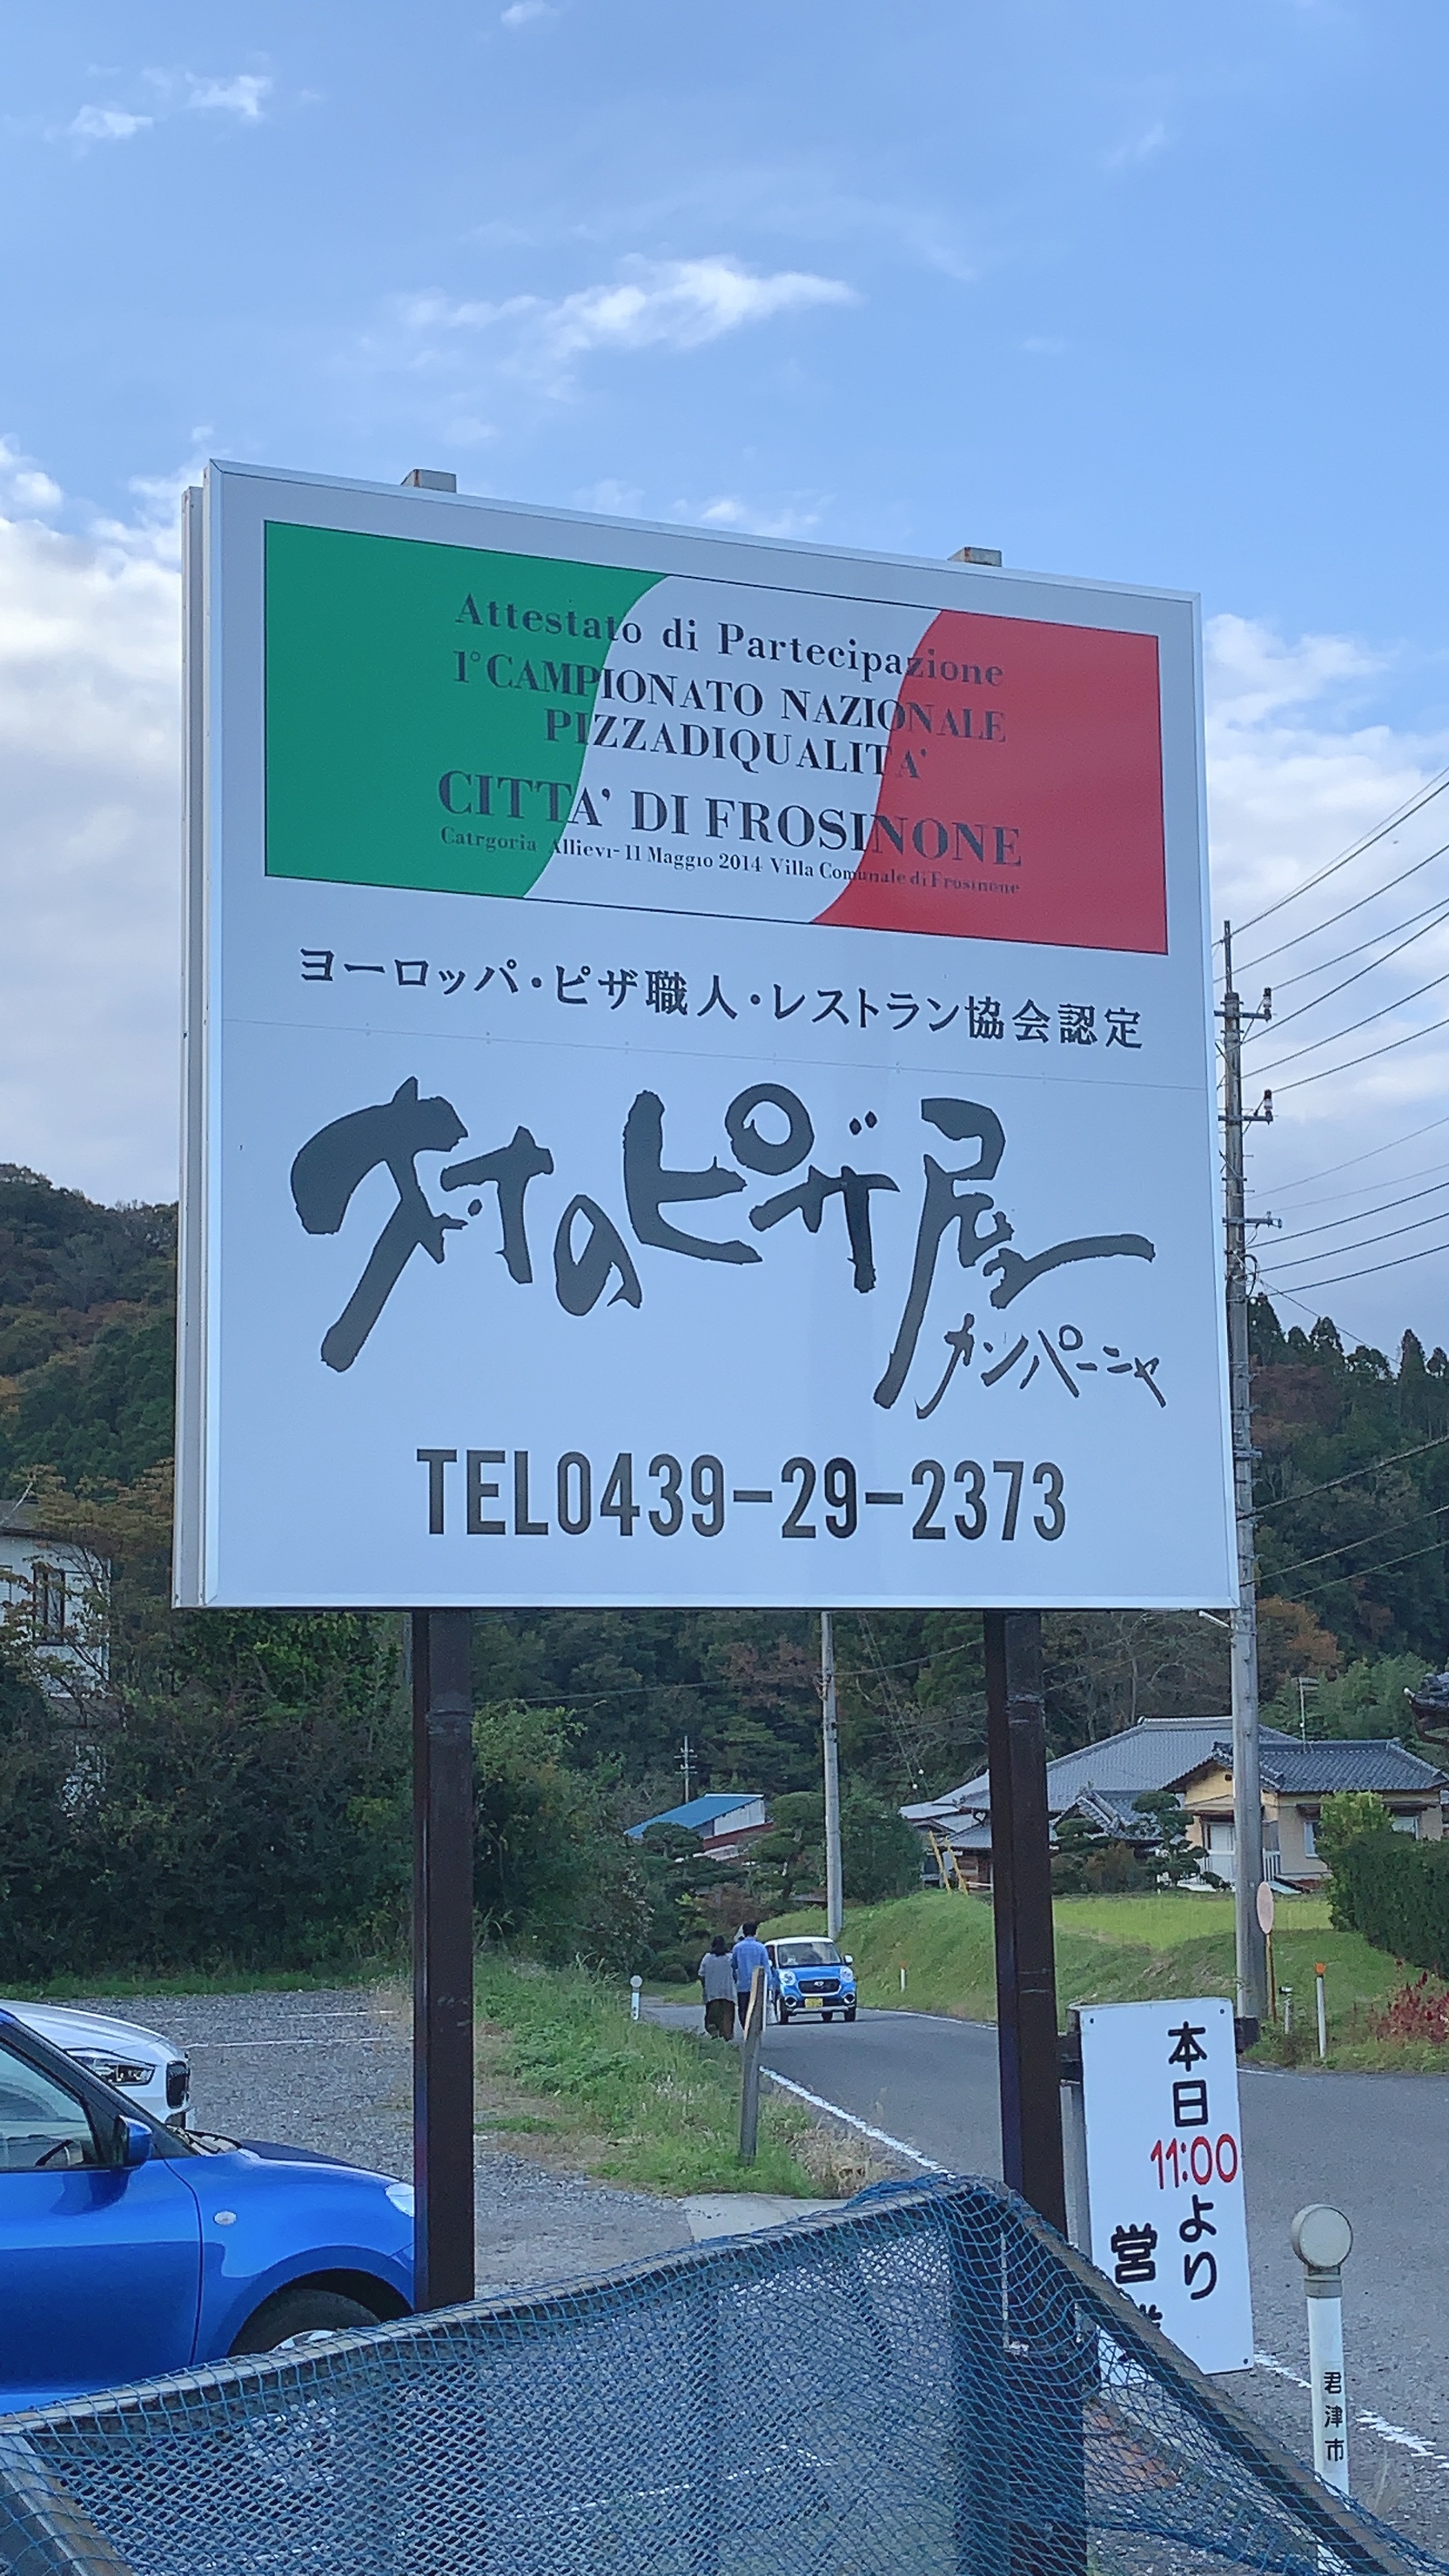 Attestato di Partecipazione
1° CAMPIONATO NAZIONALE
PIZZADIQUALITA'
CITTA' DI FROSINONE
Catrgoria Allievi-11 Maggio 2014 Villa Comunale di Frosinone
ヨーロッパ・ピザ職人・レストラン協会認定
村のピザ屋
カンパーニャ
TEL0439-29-2373
本日
11:00
より
営
君津市